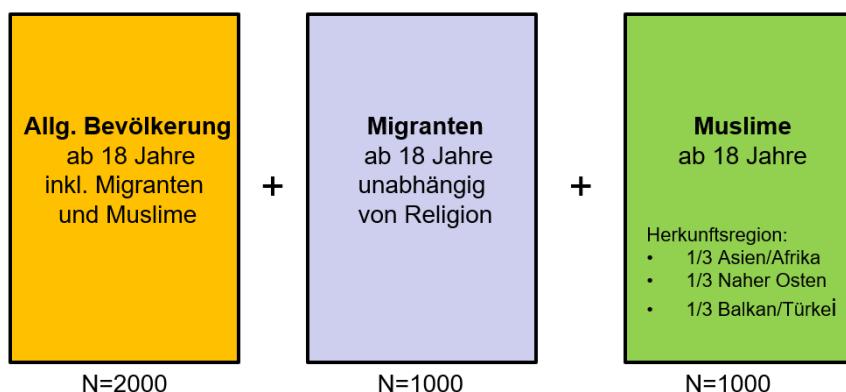 Allg. Bevölkerung
ab 18 Jahre
inkl. Migranten
und Muslime
N=2000
+
Migranten
ab 18 Jahre
unabhängig
von Religion
N=1000
+
Muslime
ab 18 Jahre
Herkunftsregion:
• 1/3 Asien/Afrika
• 1/3 Naher Osten
• 1/3 Balkan/Türkei
N=1000